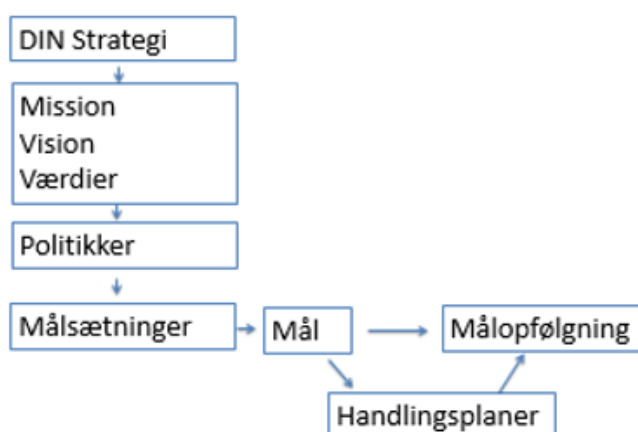 DIN Strategi
Mission
Vision
Værdier
Politikker
Målsætninger
Mål
Målopfølgning
Handlingsplaner